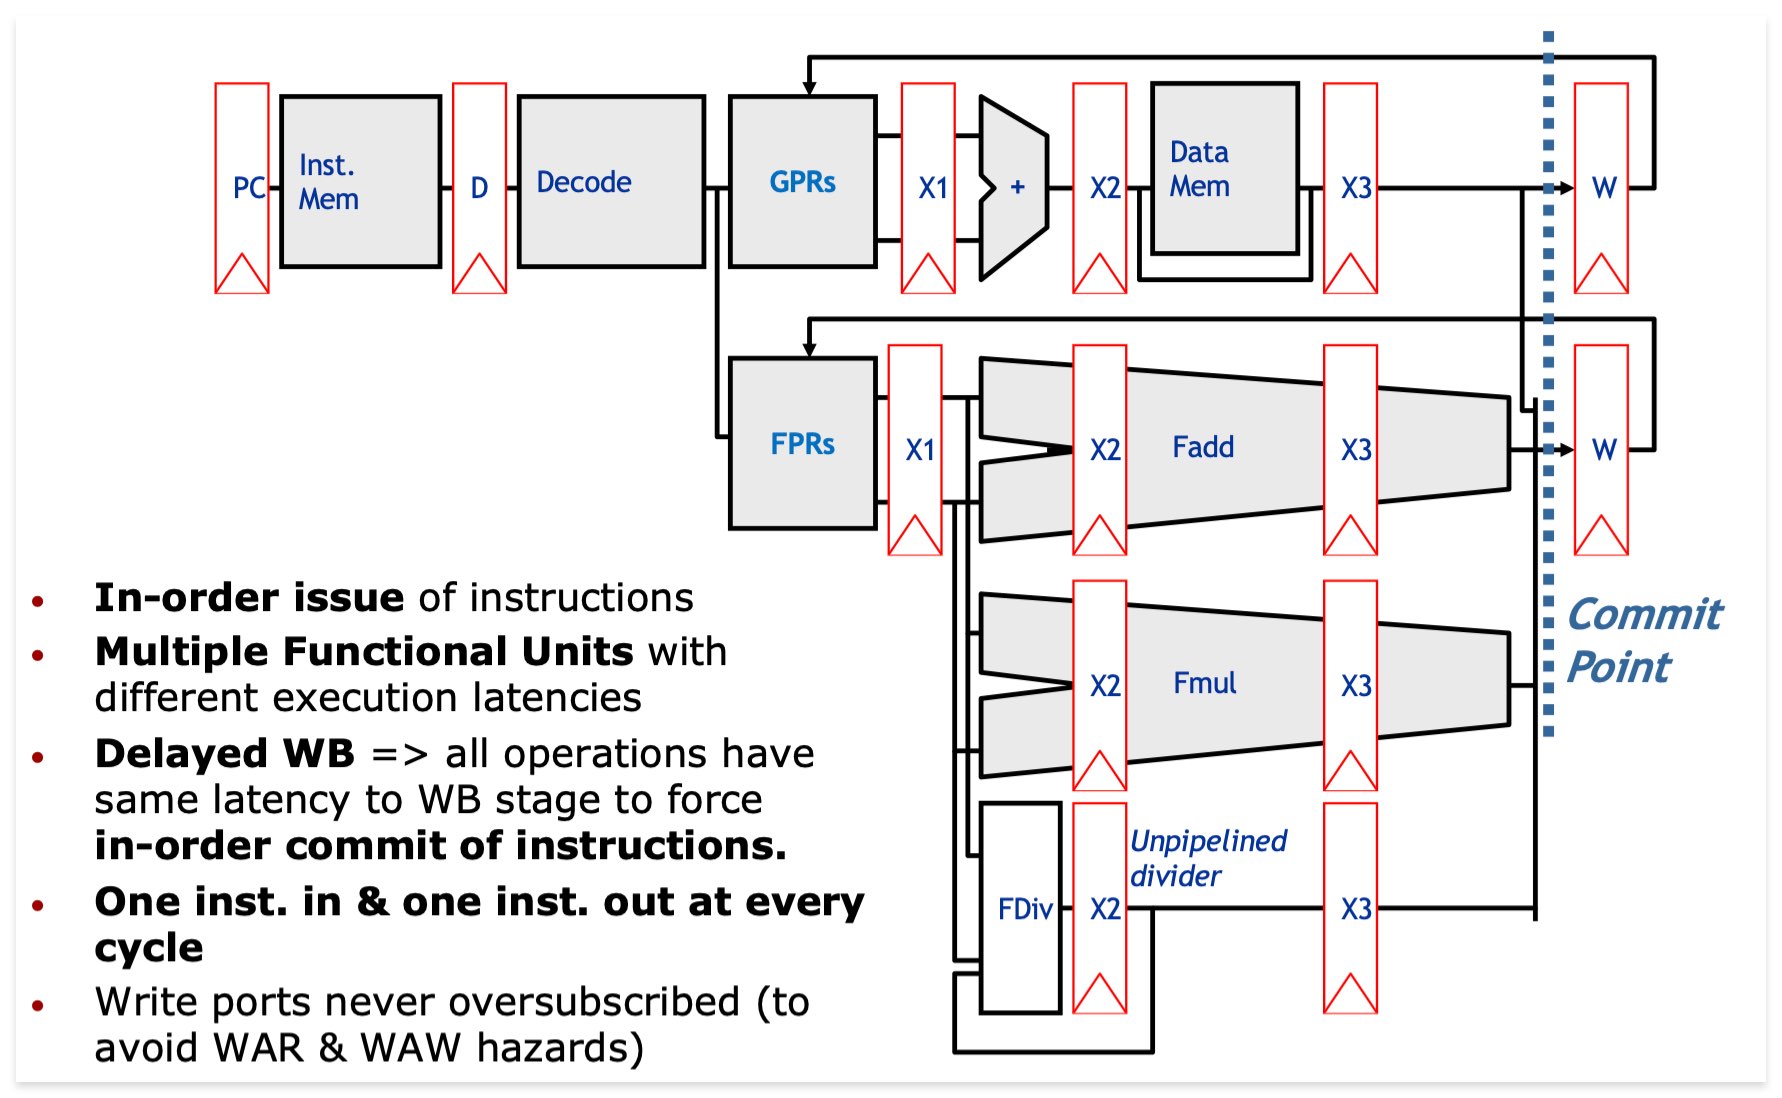 PC
Inst.
Mem
D
Decode
GPRs
X1
+
X2
Data
Mem
X3
W
FPRs
X1
X2
Fadd
X3
W
X2
Fmul
X3
Commit
Point
FDiv
X2
Unpipelined
divider
X3
• In-order issue of instructions
• Multiple Functional Units with
different execution latencies
• Delayed WB => all operations have
same latency to WB stage to force
in-order commit of instructions.
• One inst. in & one inst. out at every
cycle
• Write ports never oversubscribed (to
avoid WAR & WAW hazards)